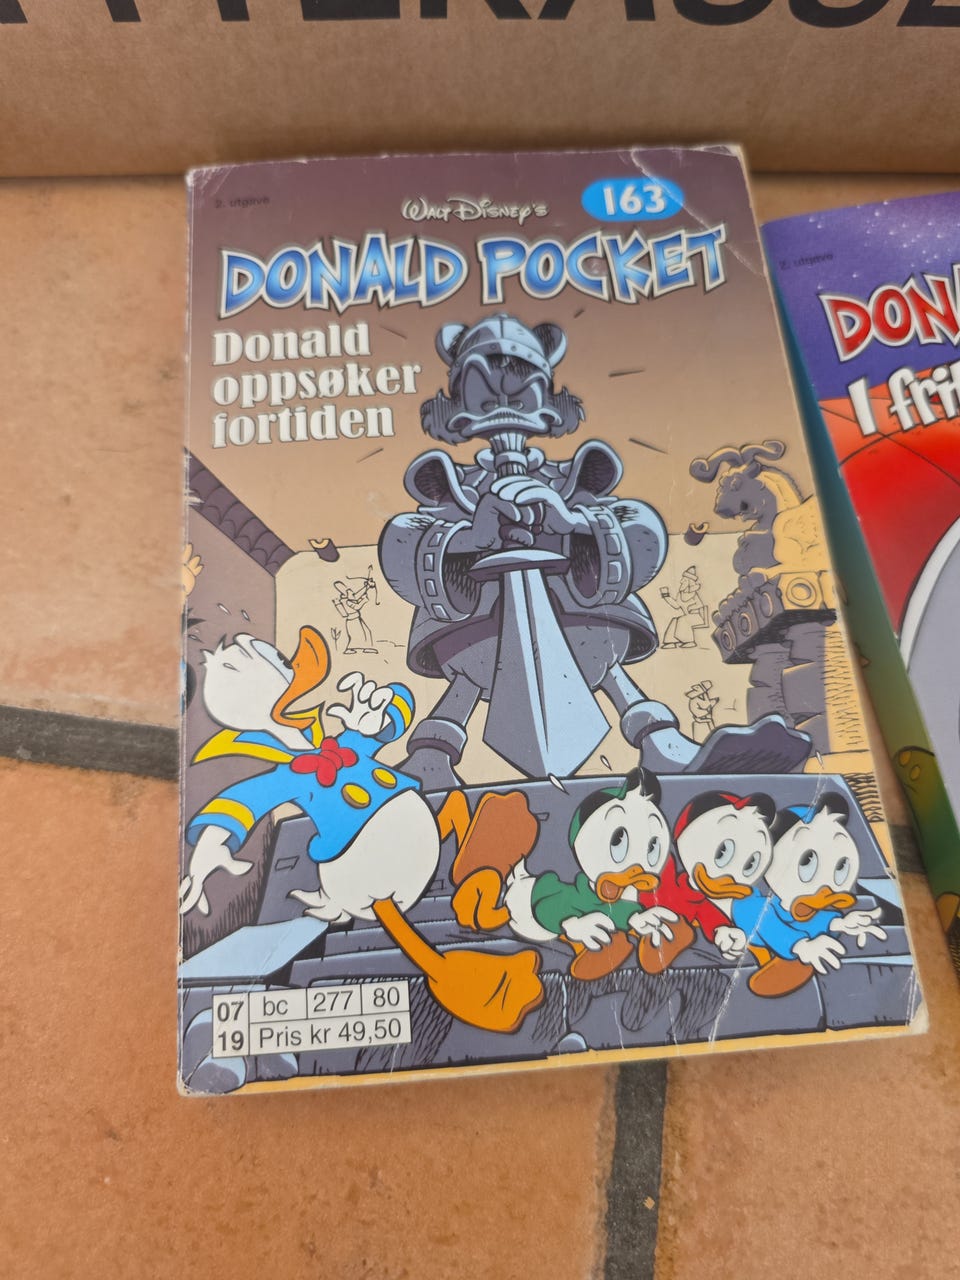 2. utgave
WALT DISNEY'S
163
DONALD POCKET
Donald
oppsøker
fortiden
07 bc 277 80
19 Pris kr 49,50
2. utgave
DON
I frit